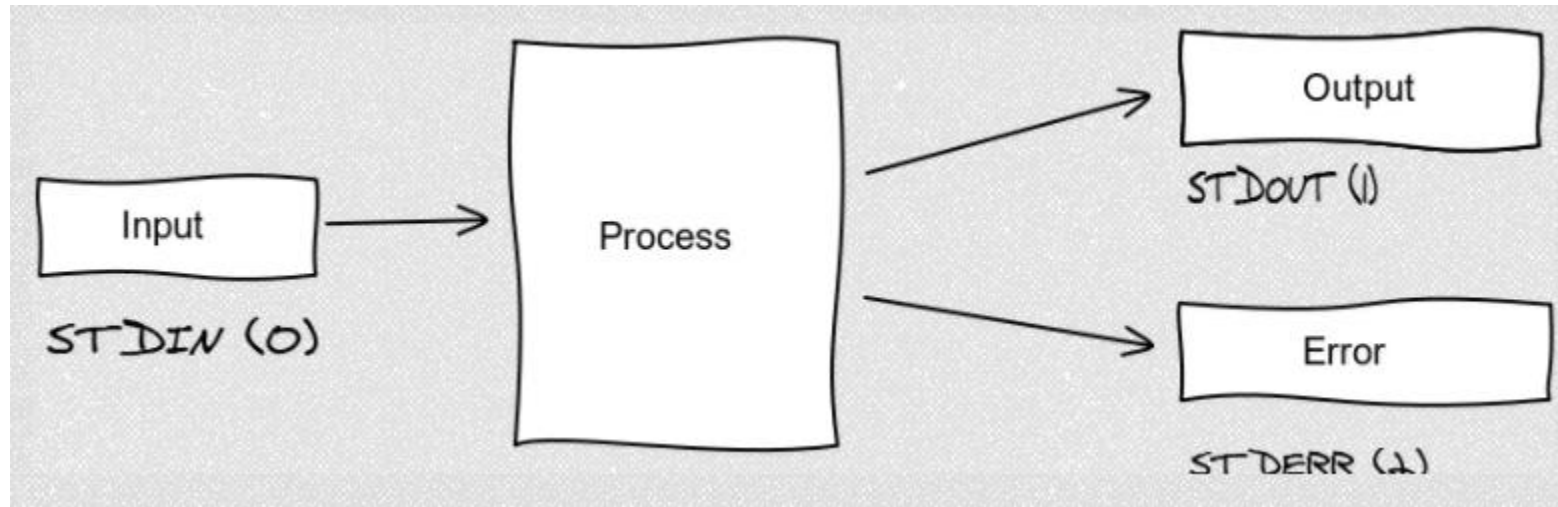 Input
STDIN (0)
Process
Output
STDOUT (1)
Error
STDERR (2)